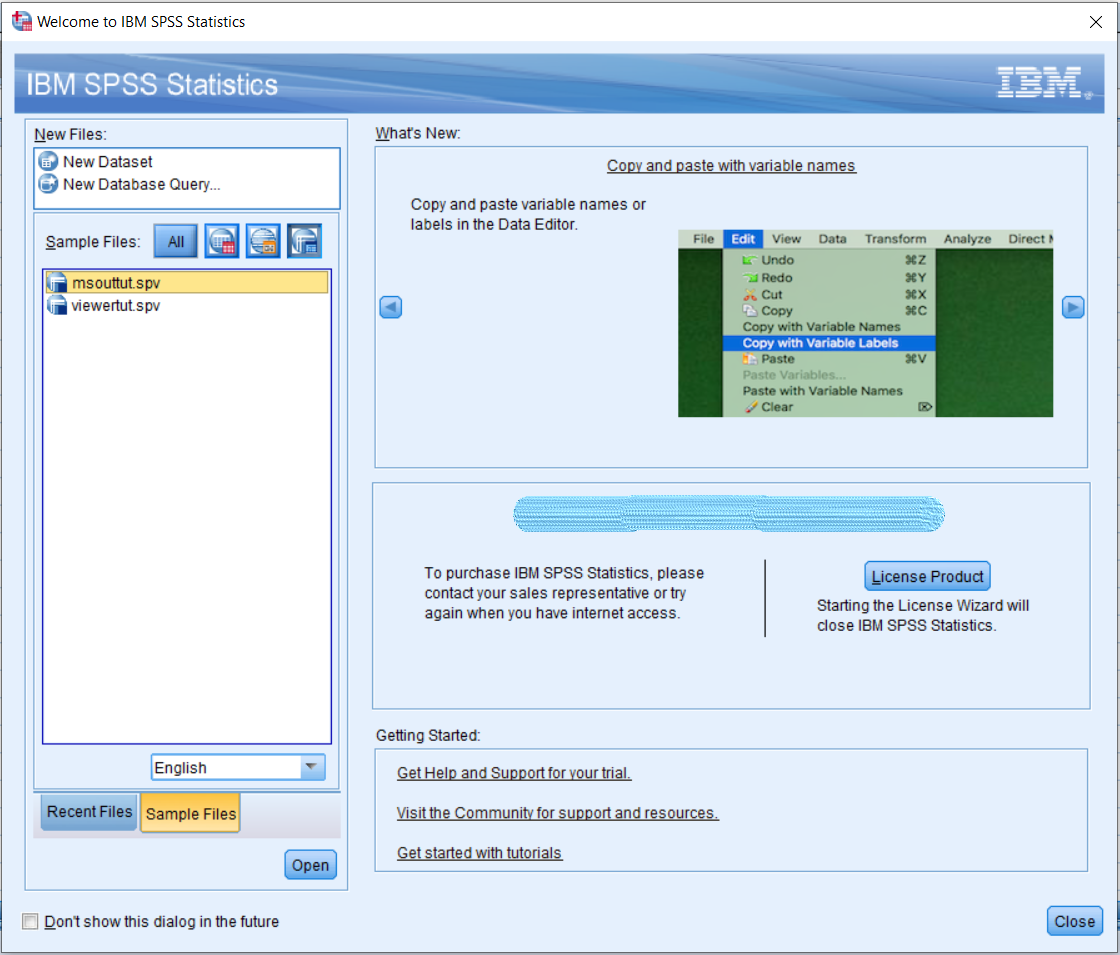 Welcome to IBM SPSS Statistics
IBM SPSS Statistics
IBM®
New Files:
New Dataset
New Database Query...
Sample Files:
All
msouttut.spv
viewertut.spv
English
Recent Files
Sample Files
Open
Don't show this dialog in the future
What's New:
Copy and paste with variable names
Copy and paste variable names or
labels in the Data Editor.
File Edit View Data Transform Analyze Direct M
Undo ⌘Z
Redo ⌘Y
Cut ⌘X
Copy ⌘C
Copy with Variable Names
Copy with Variable Labels
Paste ⌘V
Paste Variables...
Paste with Variable Names
Clear ⌦
To purchase IBM SPSS Statistics, please
contact your sales representative or try
again when you have internet access.
License Product
Starting the License Wizard will
close IBM SPSS Statistics.
Getting Started:
Get Help and Support for your trial.
Visit the Community for support and resources.
Get started with tutorials
Close